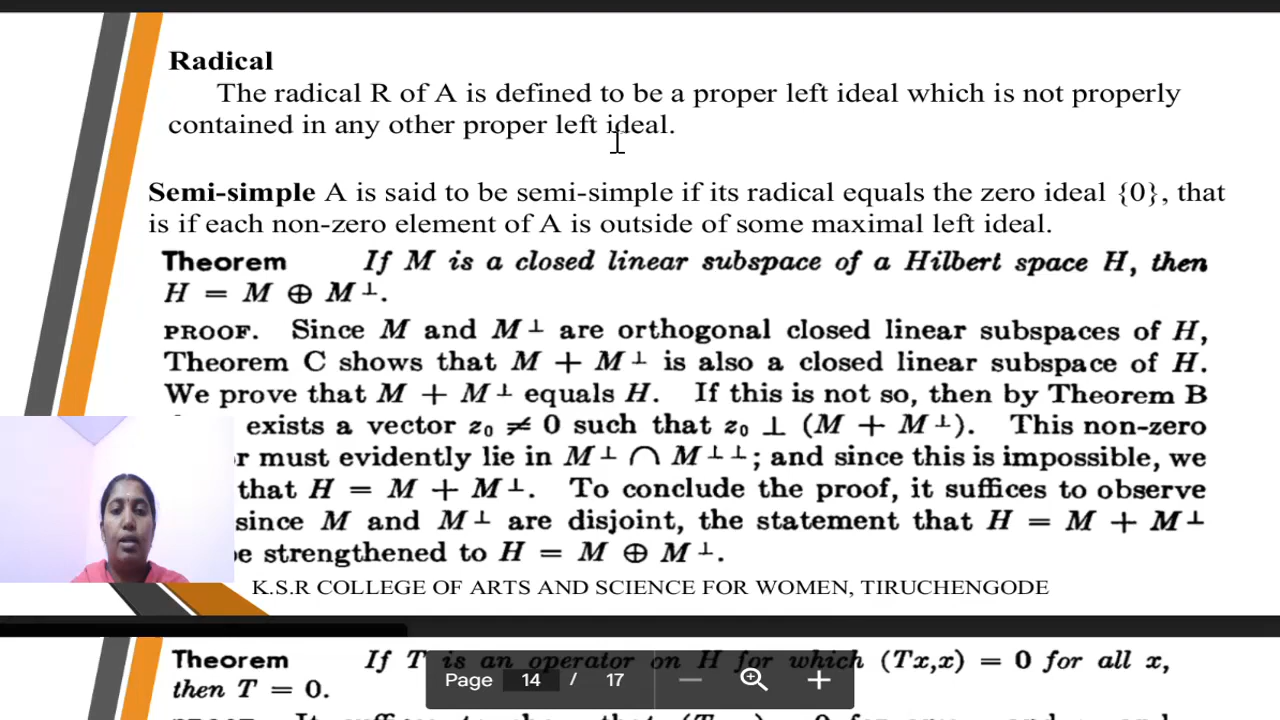 Radical
The radical R of A is defined to be a proper left ideal which is not properly
contained in any other proper left ideal.
Semi-simple A is said to be semi-simple if its radical equals the zero ideal {0}, that
is if each non-zero element of A is outside of some maximal left ideal.
Theorem If M is a closed linear subspace of a Hilbert space H, then
H = M ⊕ M⊥.
PROOF. Since M and M⊥ are orthogonal closed linear subspaces of H,
Theorem C shows that M + M⊥ is also a closed linear subspace of H.
We prove that M + M⊥ equals H. If this is not so, then by Theorem B
exists a vector z₀ ≠ 0 such that z₀ ⊥ (M + M⊥). This non-zero
r must evidently lie in M⊥ ∩ M⊥⊥; and since this is impossible, we
that H = M + M⊥. To conclude the proof, it suffices to observe
since M and M⊥ are disjoint, the statement that H = M + M⊥
be strengthened to H = M ⊕ M⊥.
K.S.R COLLEGE OF ARTS AND SCIENCE FOR WOMEN, TIRUCHENGODE
Theorem If T is an operator on H for which (Tx,x) = 0 for all x,
then T = 0.
Page 14 / 17